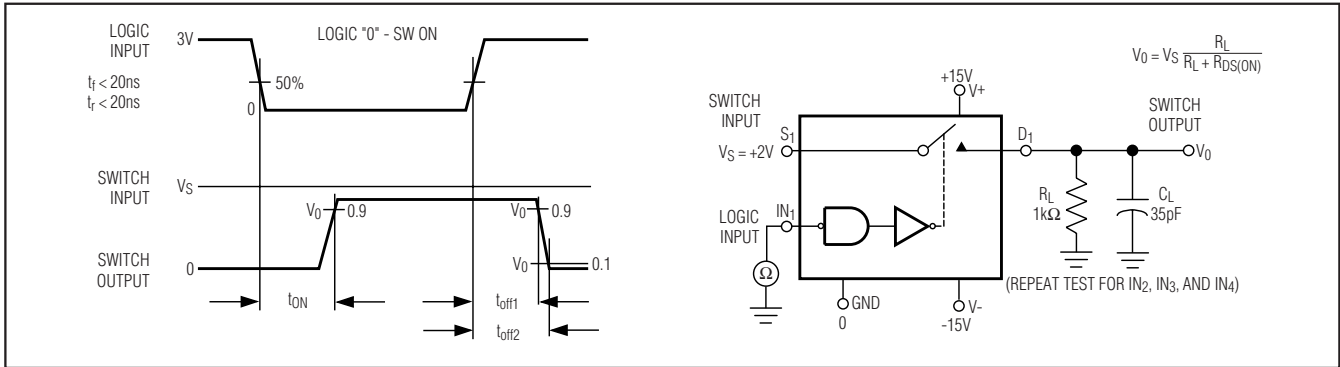 LOGIC
INPUT
3V
LOGIC "0" - SW ON
tf < 20ns
tr < 20ns
50%
0
SWITCH
INPUT
VS
V0
0.9
V0
0.9
SWITCH
OUTPUT
0
V0
0.1
tON
toff1
toff2
V0 = VS RL / RL + RDS(ON)
+15V
V+
SWITCH
INPUT
S1
VS = +2V
D1
SWITCH
OUTPUT
V0
LOGIC
INPUT
IN1
Ω
RL
1kΩ
CL
35pF
(REPEAT TEST FOR IN2, IN3, AND IN4)
GND
0
V-
-15V